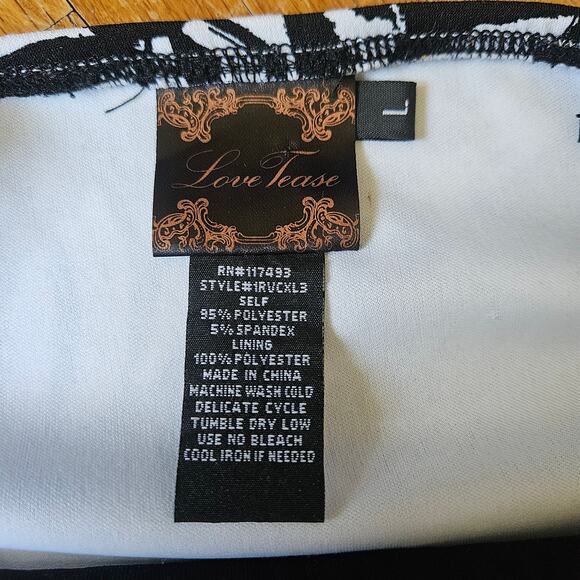 Love Tease
L
RN#117493
STYLE#1RVCXL3
SELF
95% POLYESTER
5% SPANDEX
LINING
100% POLYESTER
MADE IN CHINA
MACHINE WASH COLD
DELICATE CYCLE
TUMBLE DRY LOW
USE NO BLEACH
COOL IRON IF NEEDED